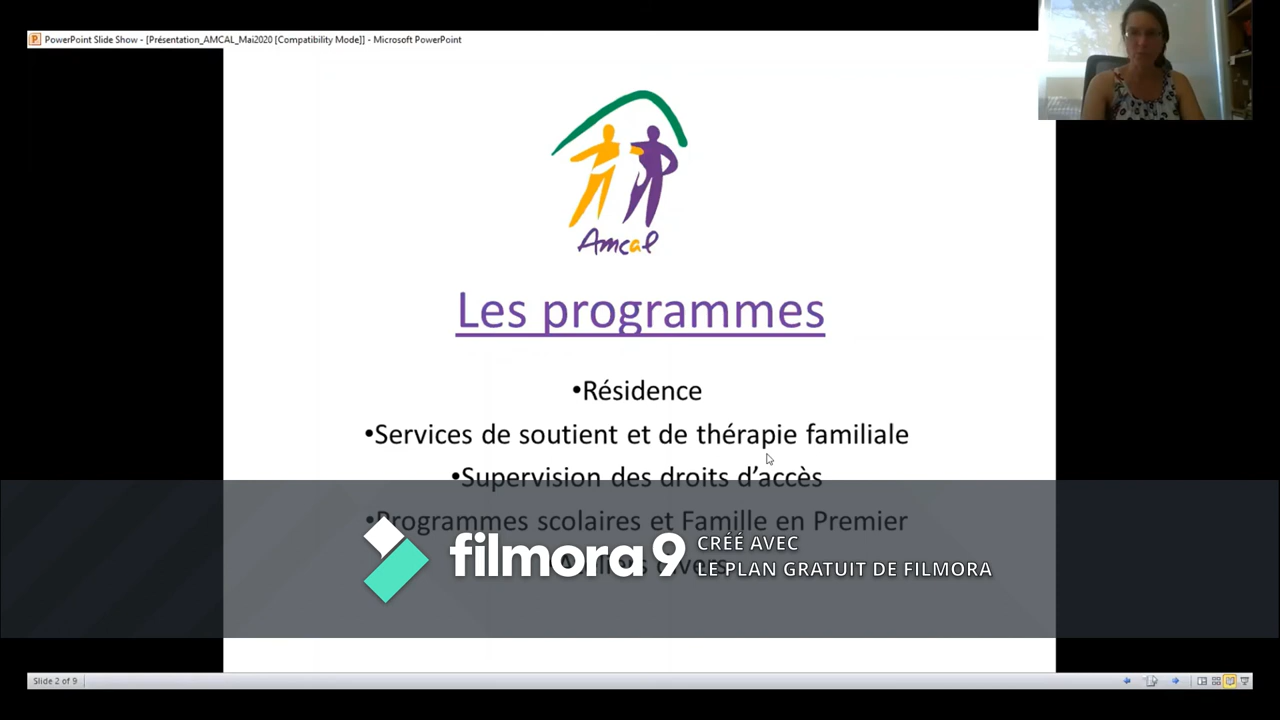 PowerPoint Slide Show - [Présentation_AMCAL_Mai2020 [Compatibility Mode]] - Microsoft PowerPoint
Amcal
Les programmes
•Résidence
•Services de soutient et de thérapie familiale
•Supervision des droits d'accès
•Programmes scolaires et Famille en Premier
filmora 9 CRÉÉ AVEC
LE PLAN GRATUIT DE FILMORA
Slide 2 of 9